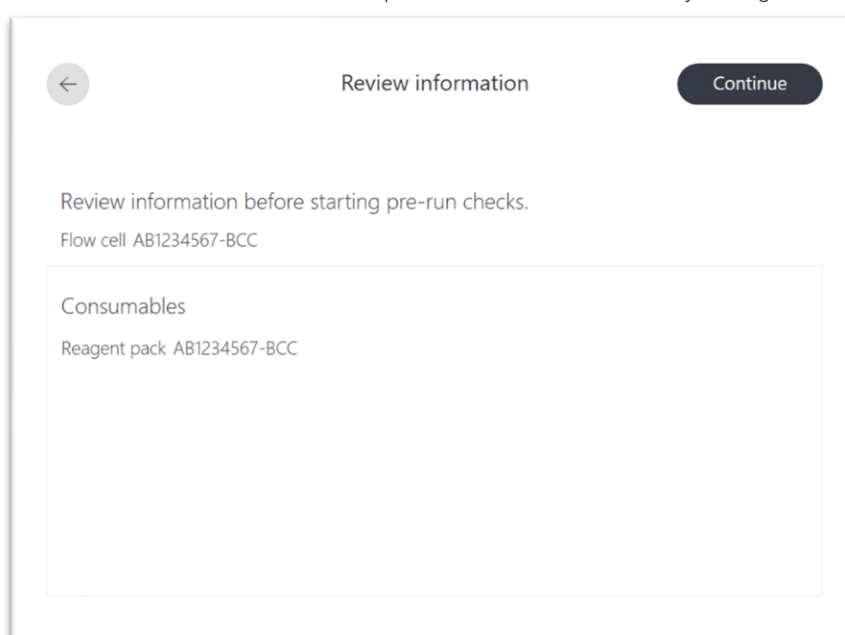 Review information
Continue
Review information before starting pre-run checks.
Flow cell AB1234567-BCC
Consumables
Reagent pack AB1234567-BCC